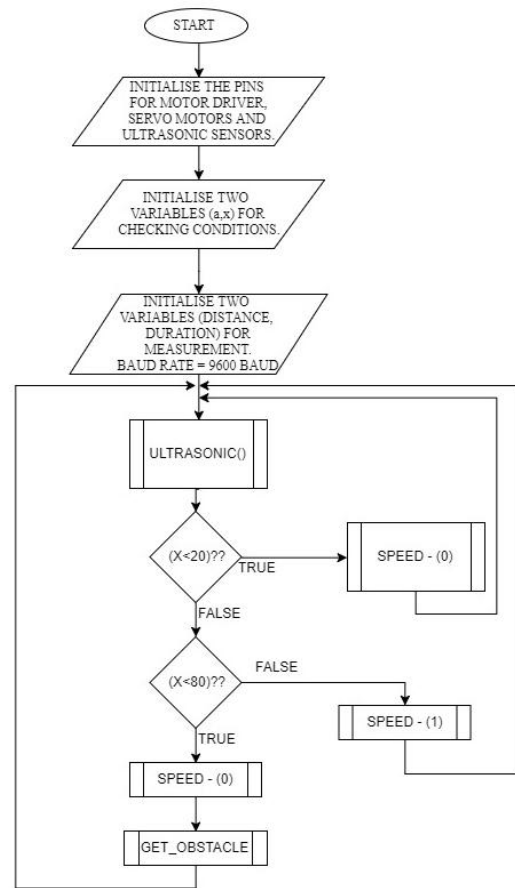 START
INITIALISE THE PINS
FOR MOTOR DRIVER,
SERVO MOTORS AND
ULTRASONIC SENSORS.
INITIALISE TWO
VARIABLES (a,x) FOR
CHECKING CONDITIONS.
INITIALISE TWO
VARIABLES (DISTANCE,
DURATION) FOR
MEASUREMENT.
BAUD RATE = 9600 BAUD
ULTRASONIC()
(X<20)??
TRUE
SPEED - (0)
FALSE
(X<80)??
FALSE
SPEED - (1)
TRUE
SPEED - (0)
GET_OBSTACLE